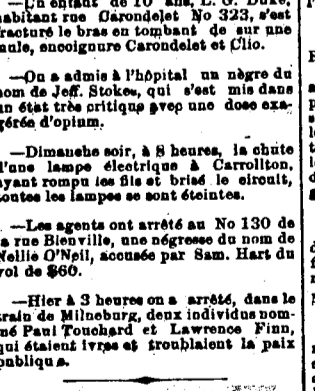 —Un enfant de 10 ans, L. G. Duke,
habitant rue Carondelet No 323, s'est
fracturé le bras en tombant de sur une
mule, encoignure Carondelet et Clio.
—On a admis à l'hôpital un nègre du
nom de Jeff. Stokes, qui s'est mis dans
un état très critique avec une dose exa-
gérée d'opium.
—Dimanche soir, à 8 heures, la chute
d'une lampe électrique à Carrollton,
ayant rompu les fils et brisé le circuit,
toutes les lampes se sont éteintes.
—Les agents ont arrêté au No 130 de
la rue Bienville, une négresse du nom de
Nellie O'Neil, accusée par Sam. Hart du
vol de $60.
—Hier à 3 heures on a arrêté, dans le
train de Milneburg, deux individus nom-
mé Paul Touchard et Lawrence Finn,
qui étaient ivres et troublaient la paix
publique.